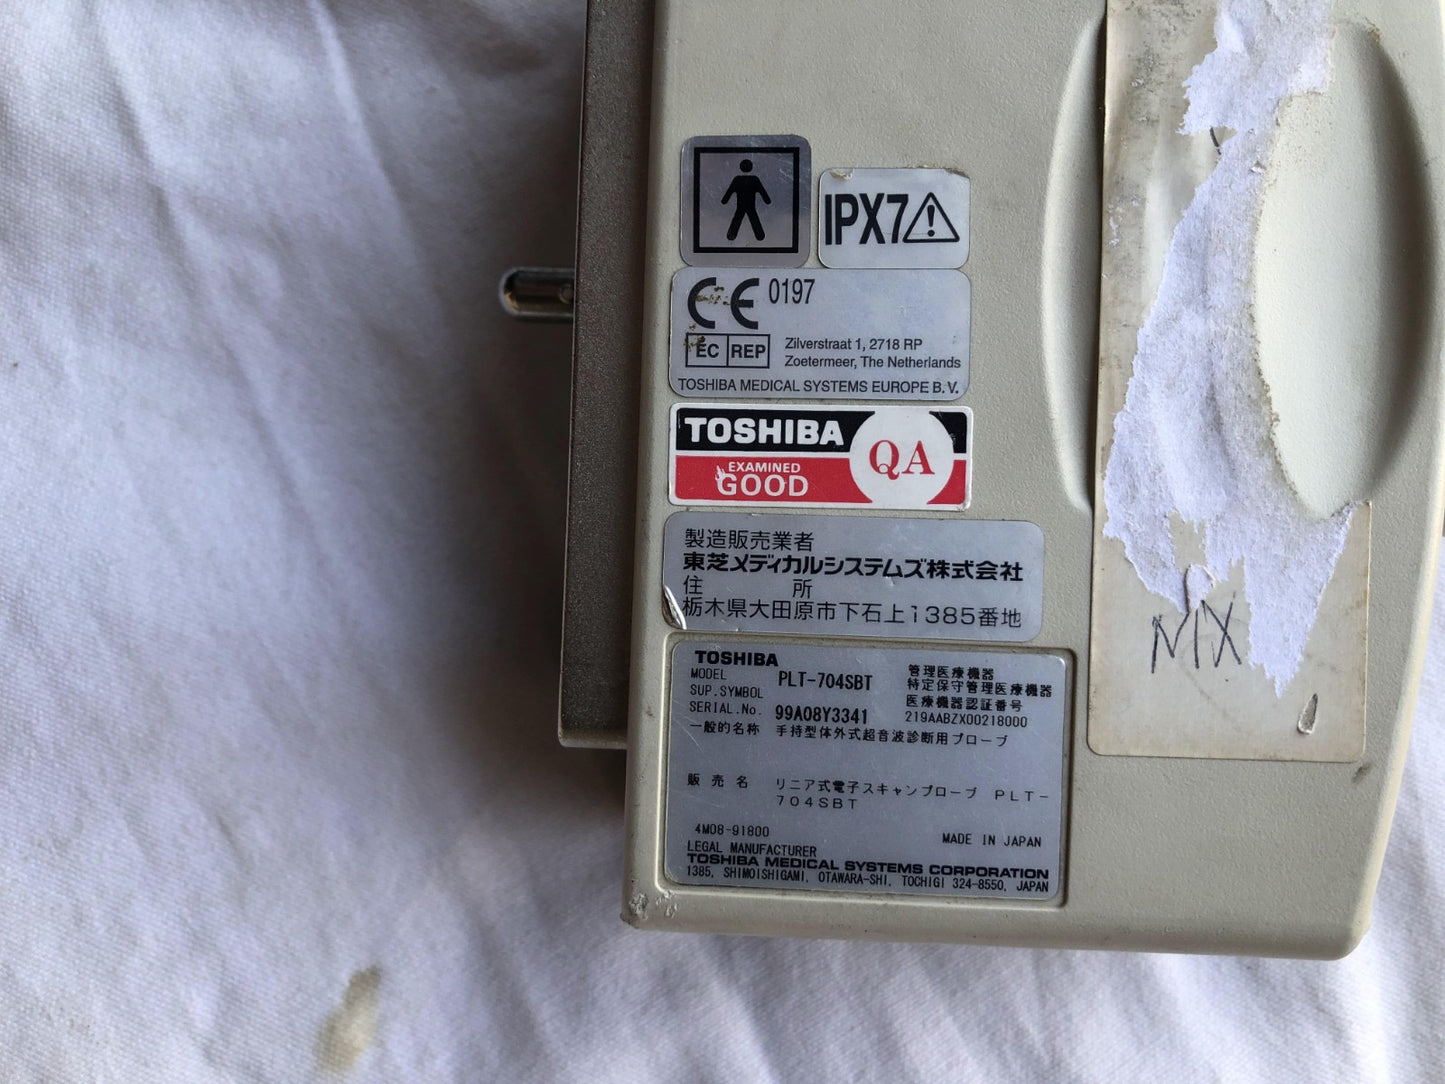 IPX7
CE 0197
EC REP
Zilverstraat 1, 2718 RP
Zoetermeer, The Netherlands
TOSHIBA MEDICAL SYSTEMS EUROPE B.V.
TOSHIBA
EXAMINED
GOOD
QA
製造販売業者
東芝メディカルシステムズ株式会社
住 所
栃木県大田原市下石上1385番地
TOSHIBA
MODEL PLT-704SBT
SUP.SYMBOL
SERIAL.No. 99A08Y3341
管理医療機器
特定保守管理医療機器
医療機器認証番号
219AABZX00218000
一般的名称 手持型体外式超音波診断用プローブ
販 売 名 リニア式電子スキャンプローブ PLT-
704SBT
4M08-91800
MADE IN JAPAN
LEGAL MANUFACTURER
TOSHIBA MEDICAL SYSTEMS CORPORATION
1385, SHIMOISHIGAMI, OTAWARA-SHI, TOCHIGI 324-8550, JAPAN